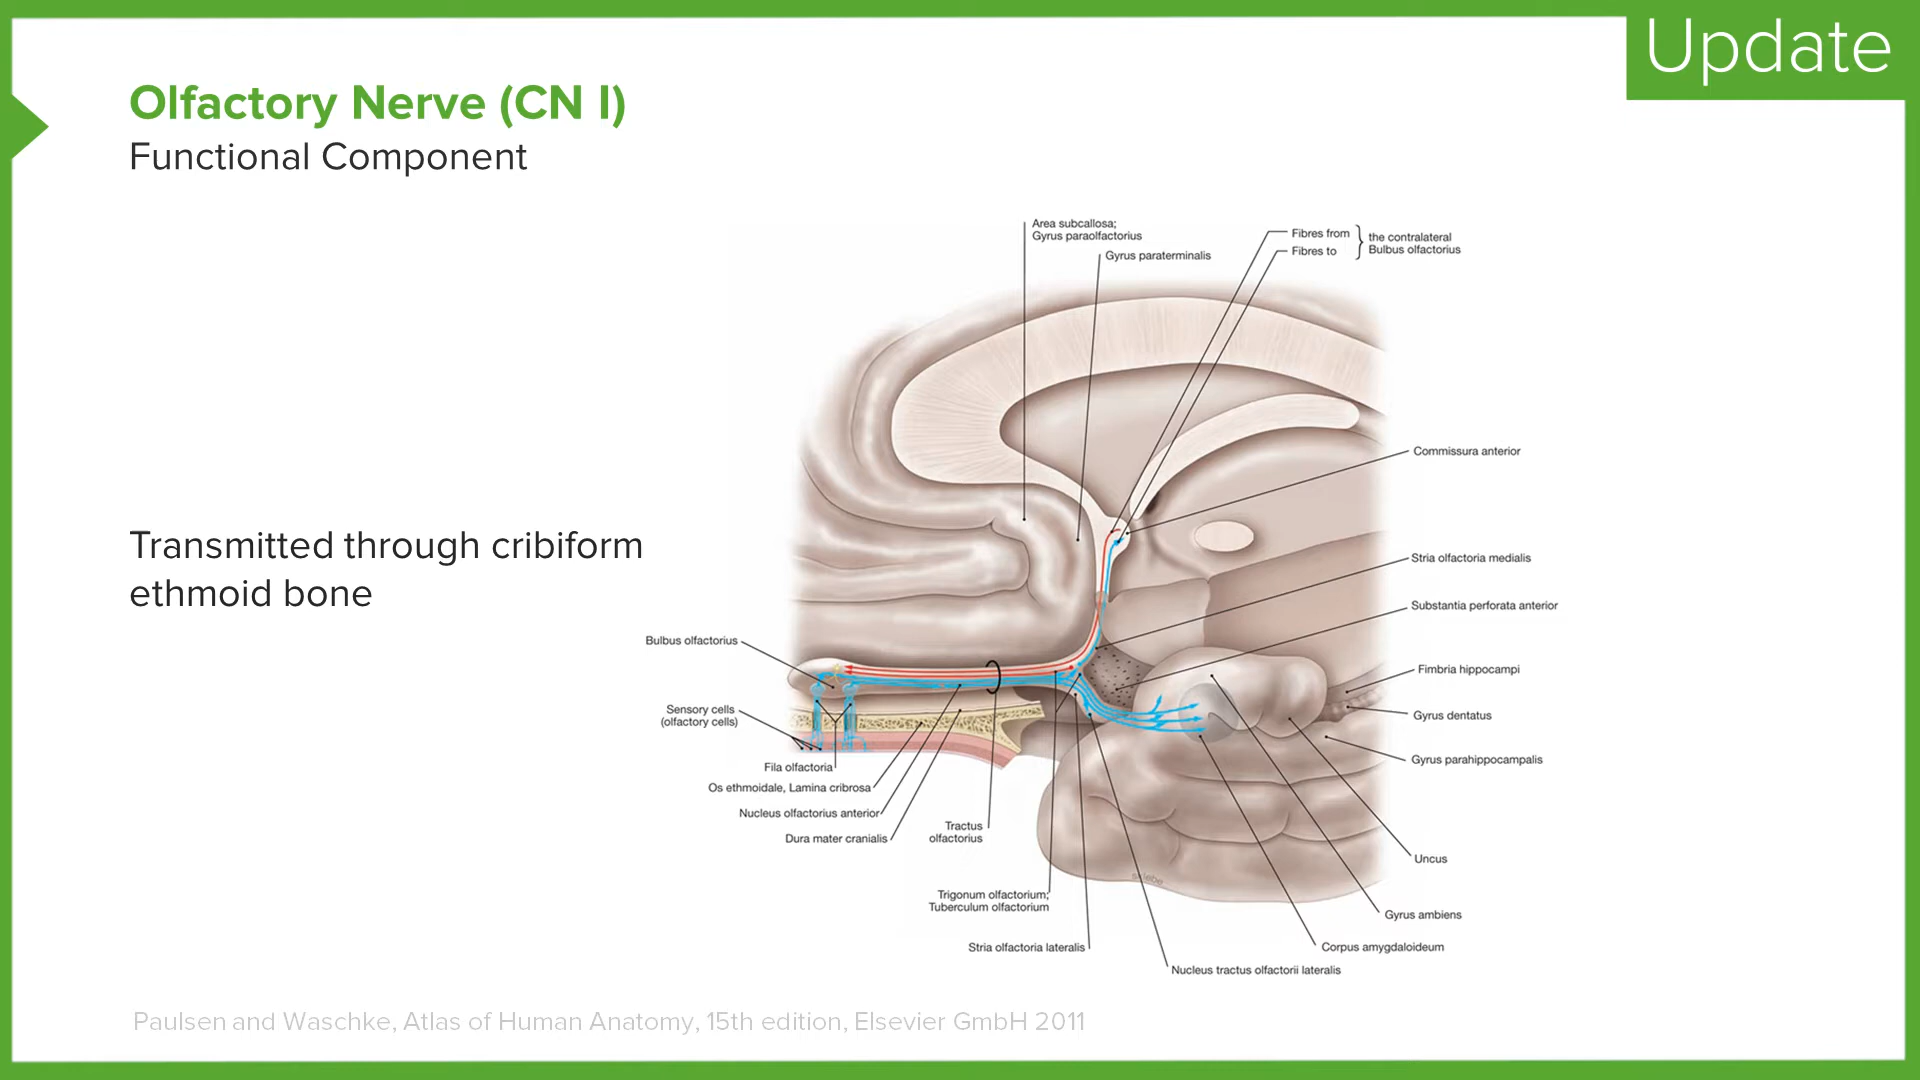 Update
Olfactory Nerve (CN I)
Functional Component
Area subcallosa;
Gyrus paraolfactorius
Gyrus paraterminalis
Fibres from
Fibres to
the contralateral
Bulbus olfactorius
Commissura anterior
Transmitted through cribiform
ethmoid bone
Stria olfactoria medialis
Substantia perforata anterior
Bulbus olfactorius
Fimbria hippocampi
Sensory cells
(olfactory cells)
Gyrus dentatus
Fila olfactoria
Gyrus parahippocampalis
Os ethmoidale, Lamina cribrosa
Nucleus olfactorius anterior
Dura mater cranialis
Tractus
olfactorius
Uncus
Trigonum olfactorium;
Tuberculum olfactorium
Gyrus ambiens
Stria olfactoria lateralis
Corpus amygdaloideum
Nucleus tractus olfactorii lateralis
Paulsen and Waschke, Atlas of Human Anatomy, 15th edition, Elsevier GmbH 2011